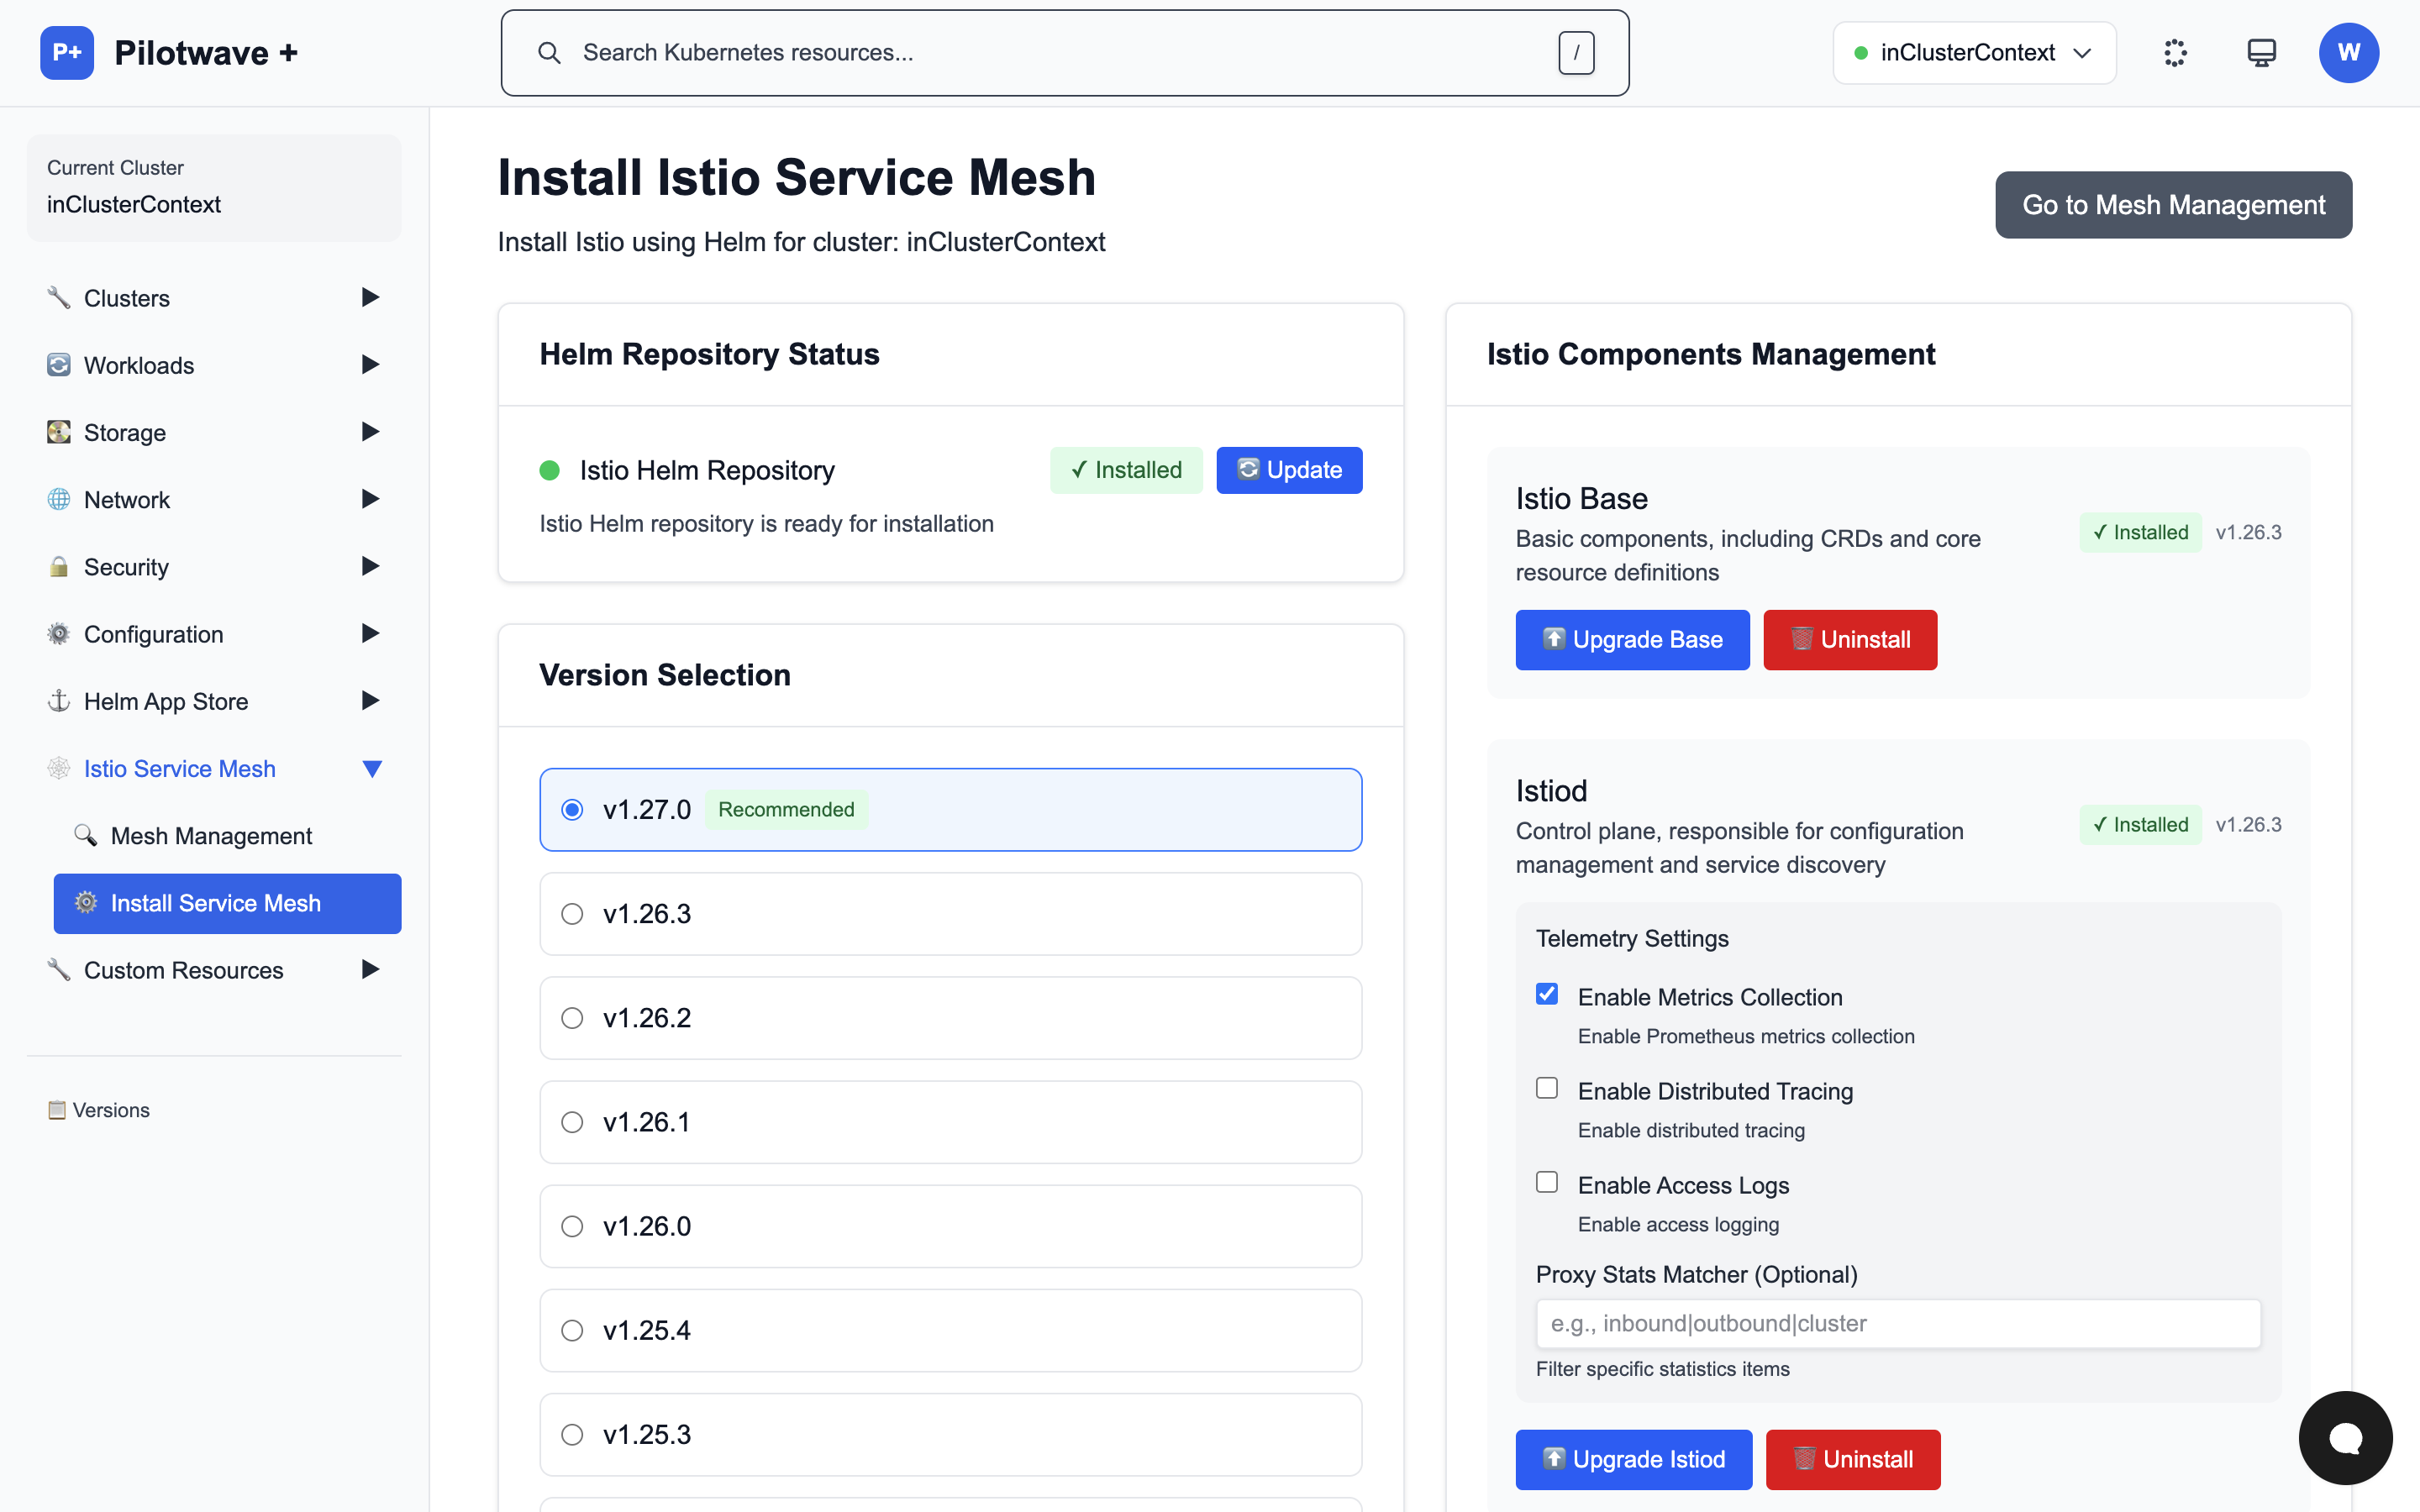 P+ Pilotwave +
Search Kubernetes resources...
/
inClusterContext
W
Current Cluster
inClusterContext
Clusters
Workloads
Storage
Network
Security
Configuration
Helm App Store
Istio Service Mesh
Mesh Management
Install Service Mesh
Custom Resources
Versions
Install Istio Service Mesh
Install Istio using Helm for cluster: inClusterContext
Go to Mesh Management
Helm Repository Status
Istio Helm Repository
✓ Installed
Update
Istio Helm repository is ready for installation
Version Selection
v1.27.0 Recommended
v1.26.3
v1.26.2
v1.26.1
v1.26.0
v1.25.4
v1.25.3
Istio Components Management
Istio Base
Basic components, including CRDs and core
resource definitions
✓ Installed v1.26.3
Upgrade Base
Uninstall
Istiod
Control plane, responsible for configuration
management and service discovery
✓ Installed v1.26.3
Telemetry Settings
Enable Metrics Collection
Enable Prometheus metrics collection
Enable Distributed Tracing
Enable distributed tracing
Enable Access Logs
Enable access logging
Proxy Stats Matcher (Optional)
e.g., inbound|outbound|cluster
Filter specific statistics items
Upgrade Istiod
Uninstall